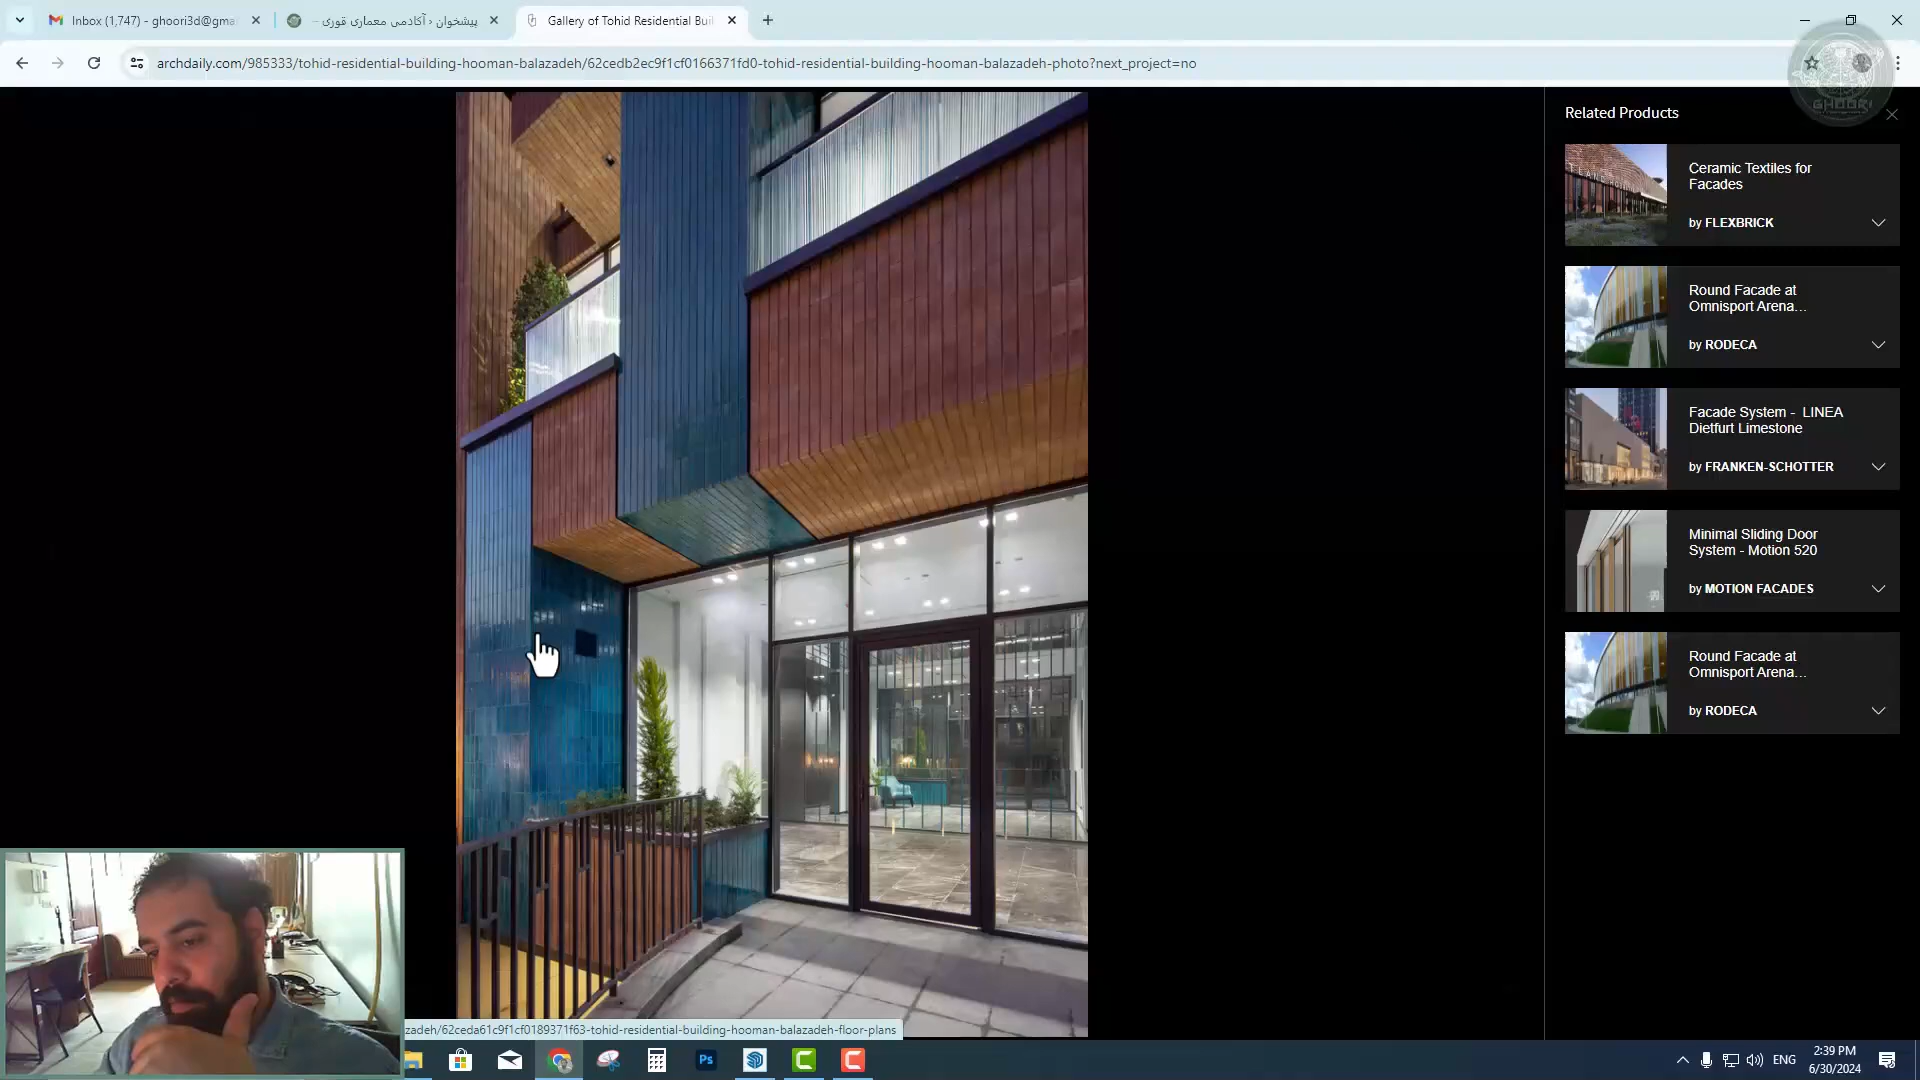 Inbox (1,747) - ghoori3d@gma
پیشخوان ‹ آکادمی معماری قوری –
Gallery of Tohid Residential Buil
archdaily.com/985333/tohid-residential-building-hooman-balazadeh/62cedb2ec9f1cf0166371fd0-tohid-residential-building-hooman-balazadeh-photo?next_project=no
GHOORI
Related Products
Ceramic Textiles for
Facades
by FLEXBRICK
Round Facade at
Omnisport Arena...
by RODECA
Facade System - LINEA
Dietfurt Limestone
by FRANKEN-SCHOTTER
Minimal Sliding Door
System - Motion 520
by MOTION FACADES
Round Facade at
Omnisport Arena...
by RODECA
zadeh/62ceda61c9f1cf0189371f63-tohid-residential-building-hooman-balazadeh-floor-plans
Ps
ENG
2:39 PM
6/30/2024